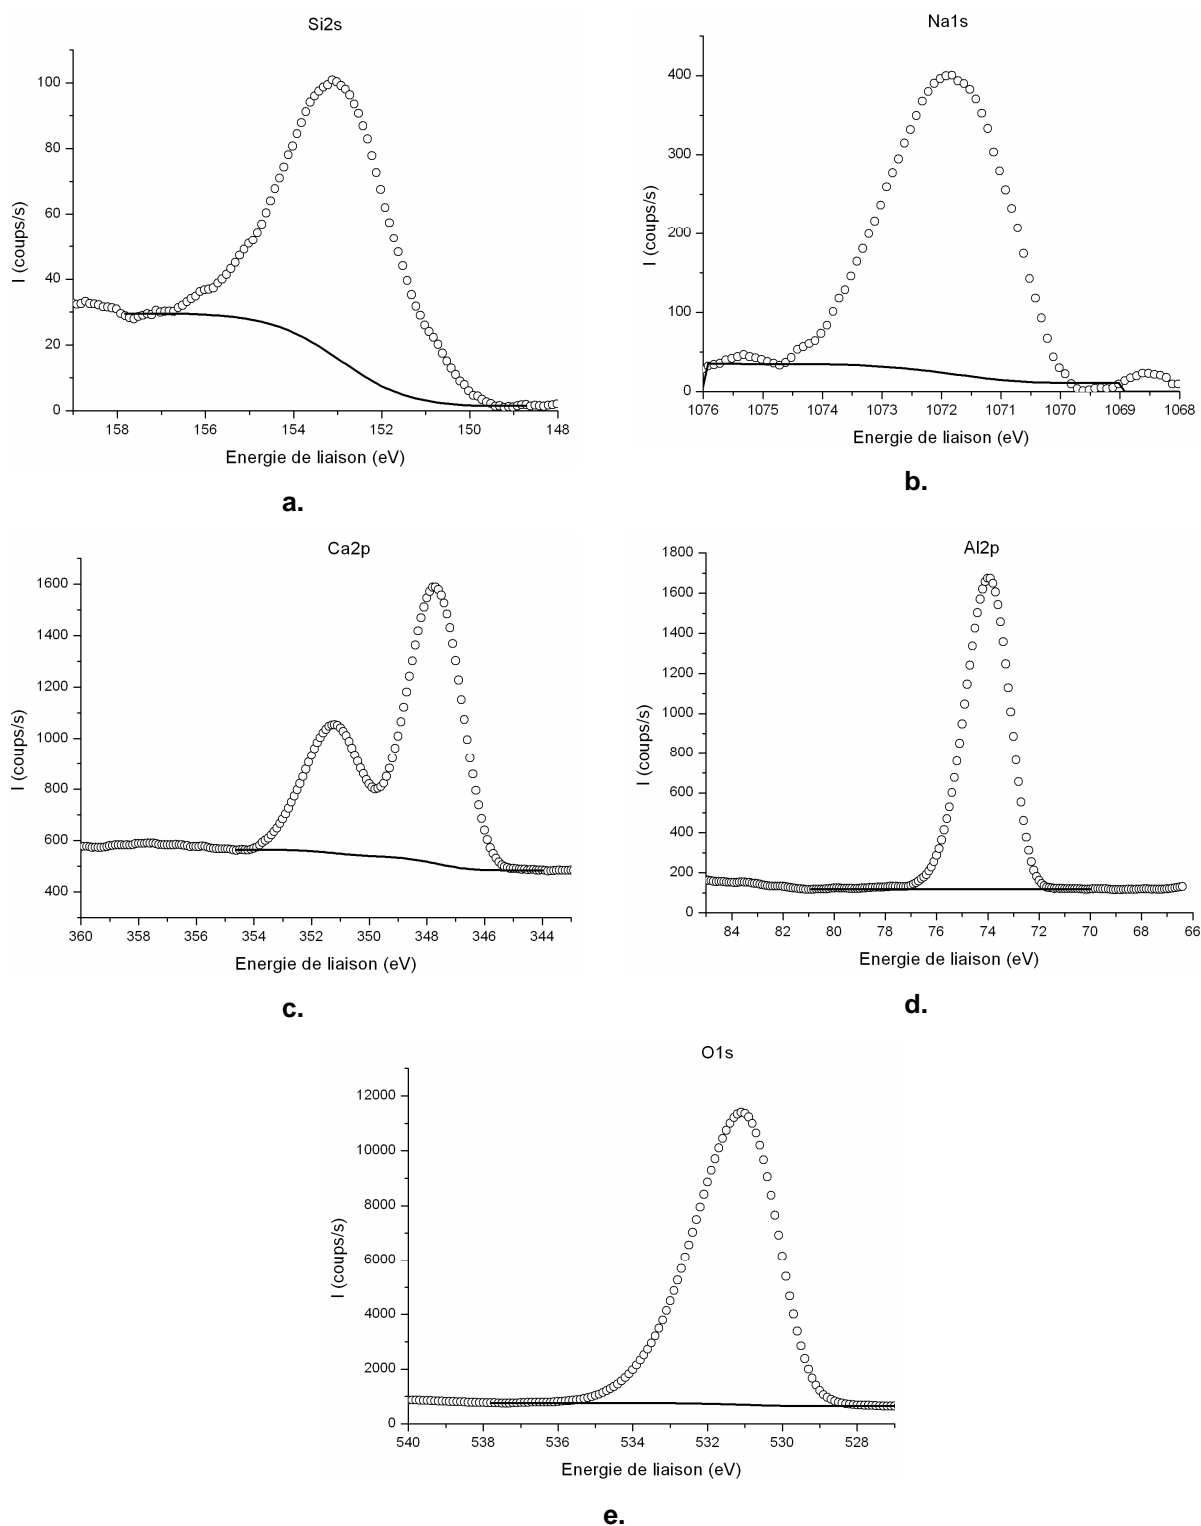 Si2s
100
80
60
40
20
0
I (coups/s)
158 156 154 152 150 148
Energie de liaison (eV)
a.
Na1s
400
300
200
100
0
I (coups/s)
1076 1075 1074 1073 1072 1071 1070 1069 1068
Energie de liaison (eV)
b.
Ca2p
1600
1400
1200
1000
800
600
400
I (coups/s)
360 358 356 354 352 350 348 346 344
Energie de liaison (eV)
c.
Al2p
1800
1600
1400
1200
1000
800
600
400
200
0
I (coups/s)
84 82 80 78 76 74 72 70 68 66
Energie de liaison (eV)
d.
O1s
12000
10000
8000
6000
4000
2000
0
I (coups/s)
540 538 536 534 532 530 528
Energie de liaison (eV)
e.